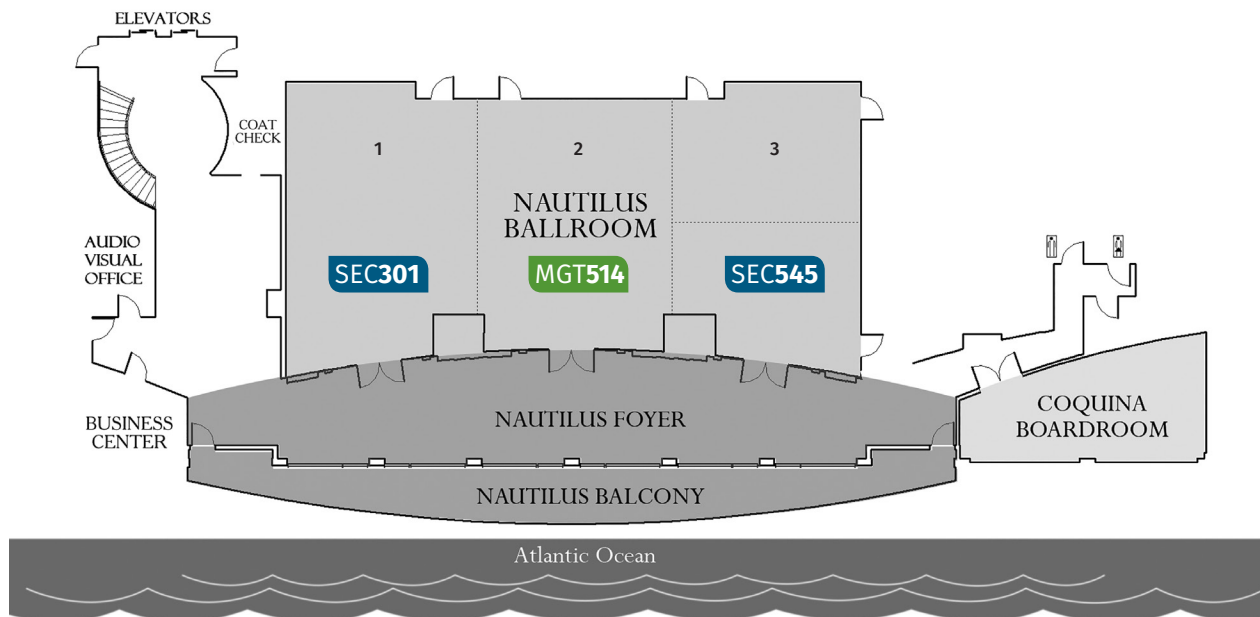 ELEVATORS
COAT
CHECK
1
2
3
NAUTILUS
BALLROOM
AUDIO
VISUAL
OFFICE
SEC301
MGT514
SEC545
BUSINESS
CENTER
NAUTILUS FOYER
COQUINA
BOARDROOM
NAUTILUS BALCONY
Atlantic Ocean